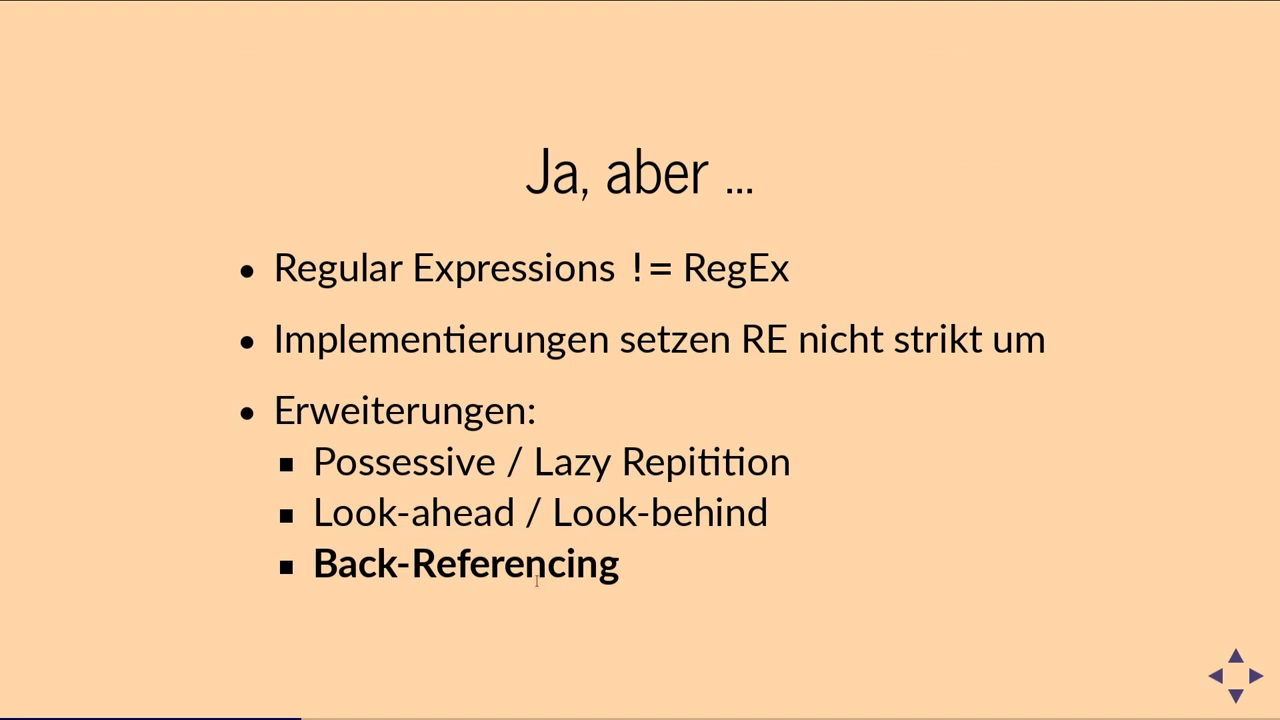 Ja, aber ...
• Regular Expressions != RegEx
• Implementierungen setzen RE nicht strikt um
• Erweiterungen:
▪ Possessive / Lazy Repitition
▪ Look-ahead / Look-behind
▪ Back-Referencing